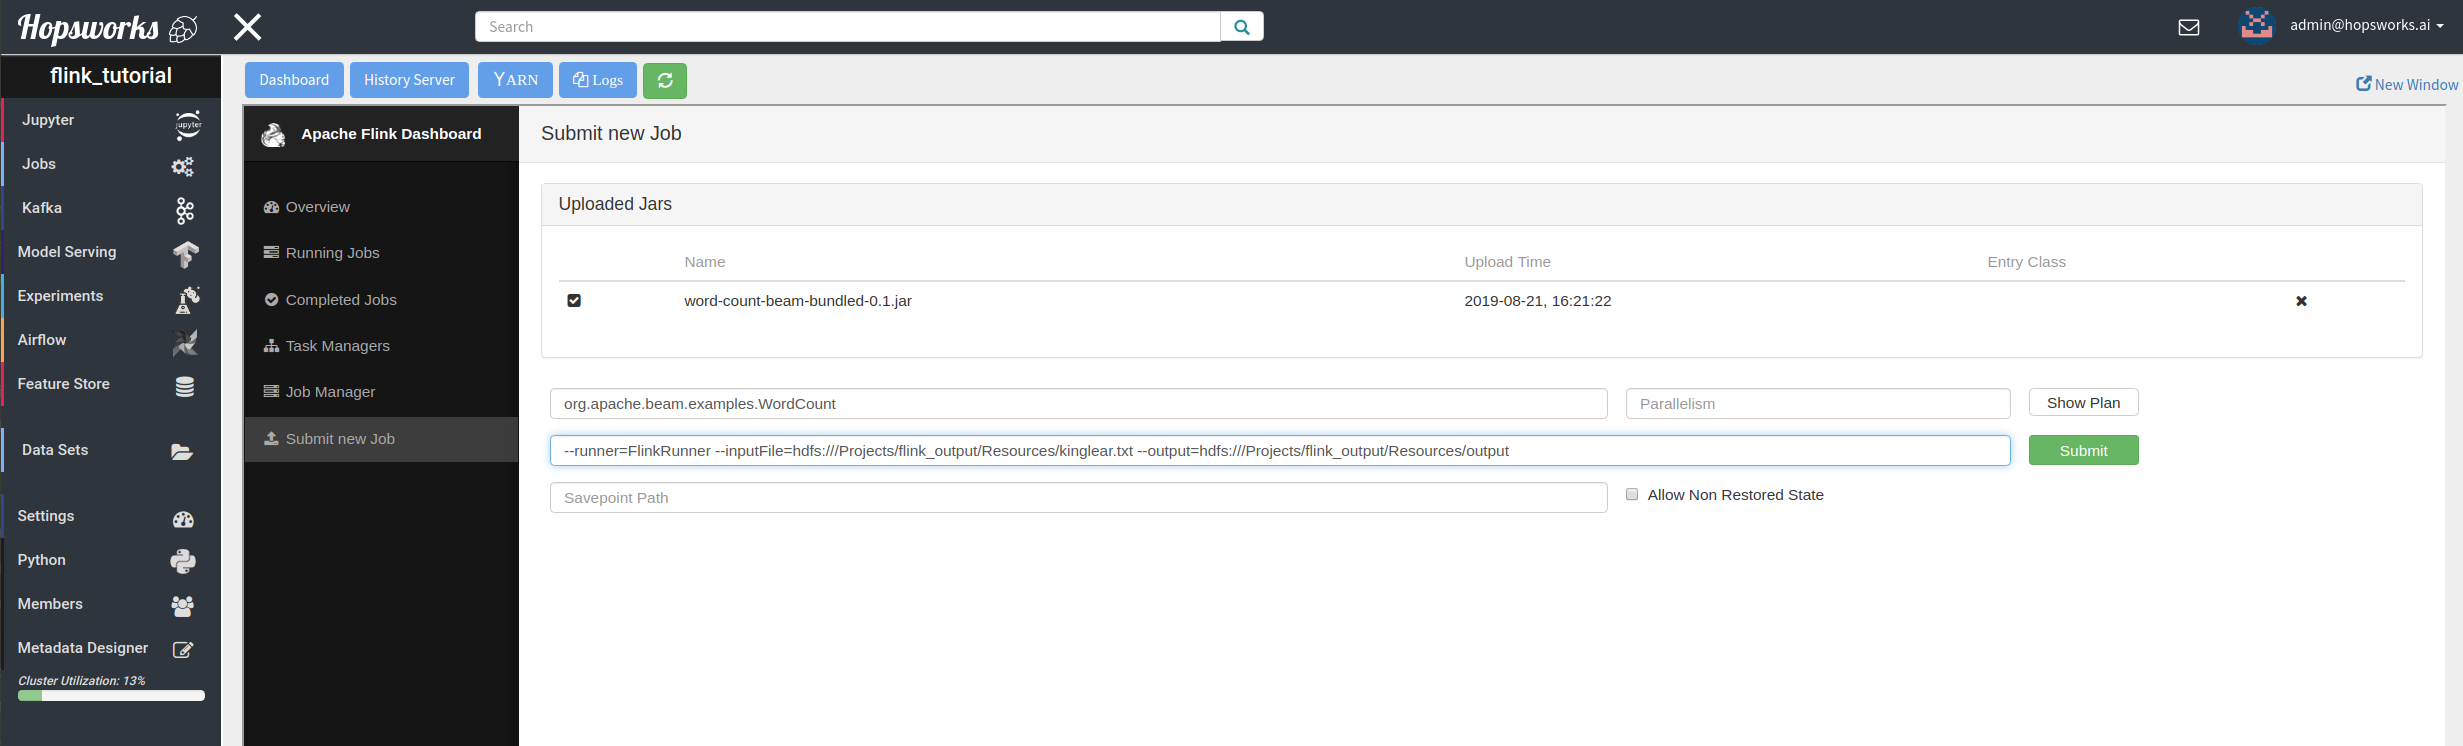 Hopsworks
Search
admin@hopsworks.ai
flink_tutorial
Dashboard
History Server
YARN
Logs
New Window
Jupyter
jupyter
Jobs
Kafka
Model Serving
Experiments
Airflow
Feature Store
Data Sets
Settings
Python
Members
Metadata Designer
Cluster Utilization: 13%
Apache Flink Dashboard
Overview
Running Jobs
Completed Jobs
Task Managers
Job Manager
Submit new Job
Submit new Job
Uploaded Jars
Name Upload Time Entry Class
word-count-beam-bundled-0.1.jar 2019-08-21, 16:21:22
org.apache.beam.examples.WordCount Parallelism Show Plan
--runner=FlinkRunner --inputFile=hdfs:///Projects/flink_output/Resources/kinglear.txt --output=hdfs:///Projects/flink_output/Resources/output Submit
Savepoint Path Allow Non Restored State